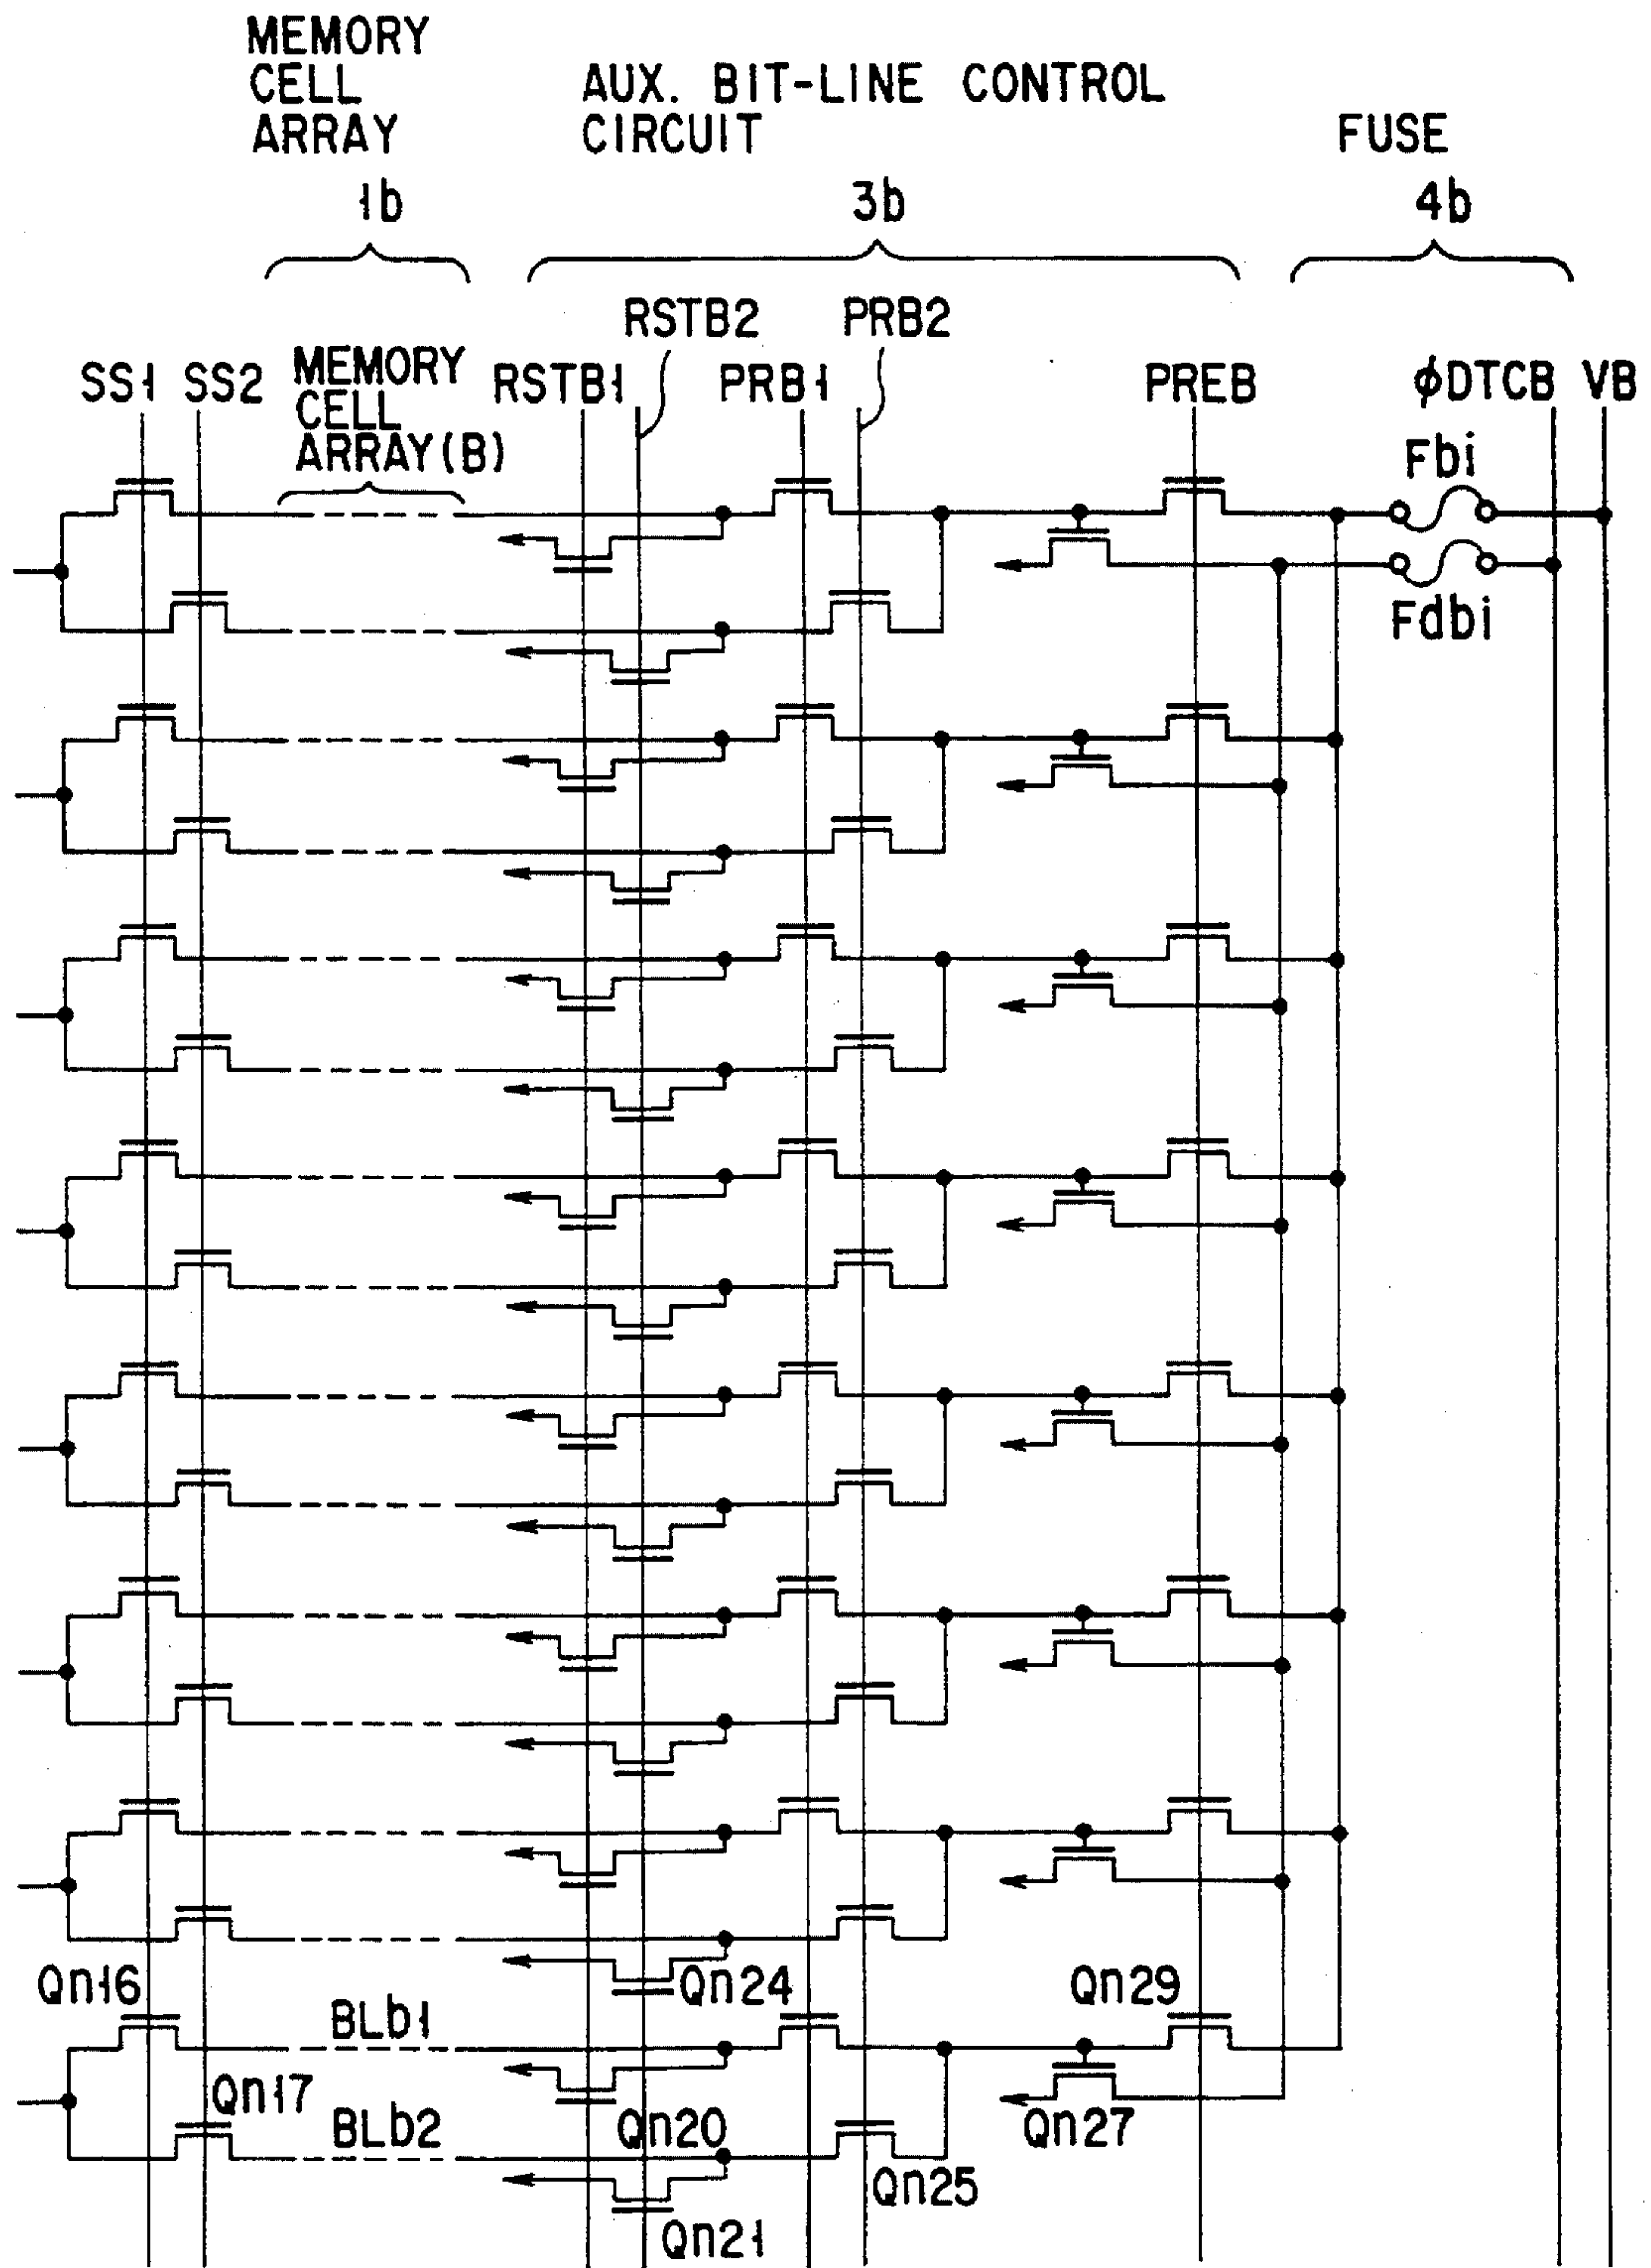 MEMORY
CELL
ARRAY
AUX. BIT-LINE CONTROL
CIRCUIT
FUSE
1b
3b
4b
RSTB2
PRB2
SS1
SS2
MEMORY
CELL
ARRAY(B)
RSTB1
PRB1
PREB
ϕDTCB
VB
Fbi
Fdbi
Qn16
Qn24
Qn29
BLb1
Qn17
Qn20
Qn27
BLb2
Qn25
Qn21